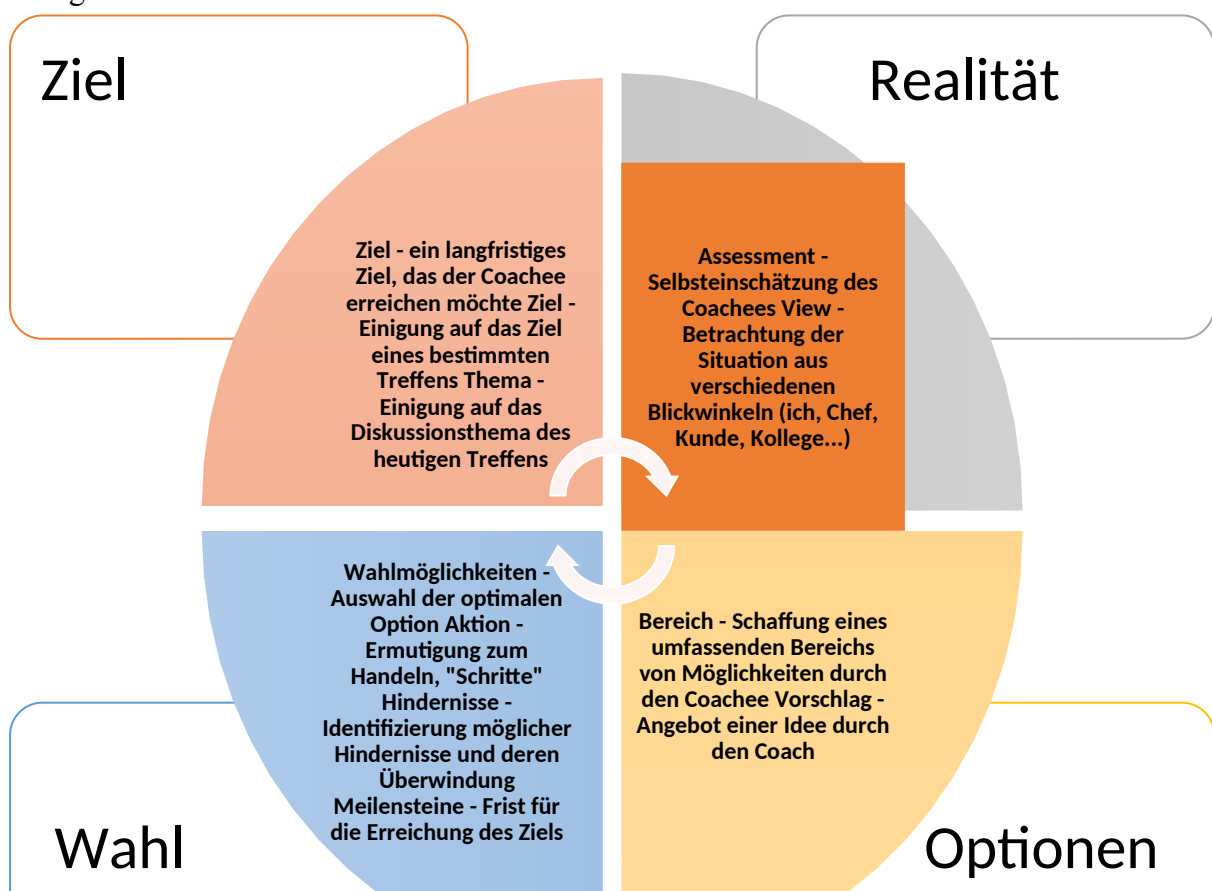 Ziel
Ziel - ein langfristiges
Ziel, das der Coachee
erreichen möchte Ziel -
Einigung auf das Ziel
eines bestimmten
Treffens Thema -
Einigung auf das
Diskussionsthema des
heutigen Treffens
Realität
Assessment -
Selbsteinschätzung des
Coachees View -
Betrachtung der
Situation aus
verschiedenen
Blickwinkeln (ich, Chef,
Kunde, Kollege...)
Wahlmöglichkeiten -
Auswahl der optimalen
Option Aktion -
Ermutigung zum
Handeln, "Schritte"
Hindernisse -
Identifizierung möglicher
Hindernisse und deren
Überwindung
Meilensteine - Frist für
die Erreichung des Ziels
Wahl
Bereich - Schaffung eines
umfassenden Bereichs
von Möglichkeiten durch
den Coachee Vorschlag -
Angebot einer Idee durch
den Coach
Optionen